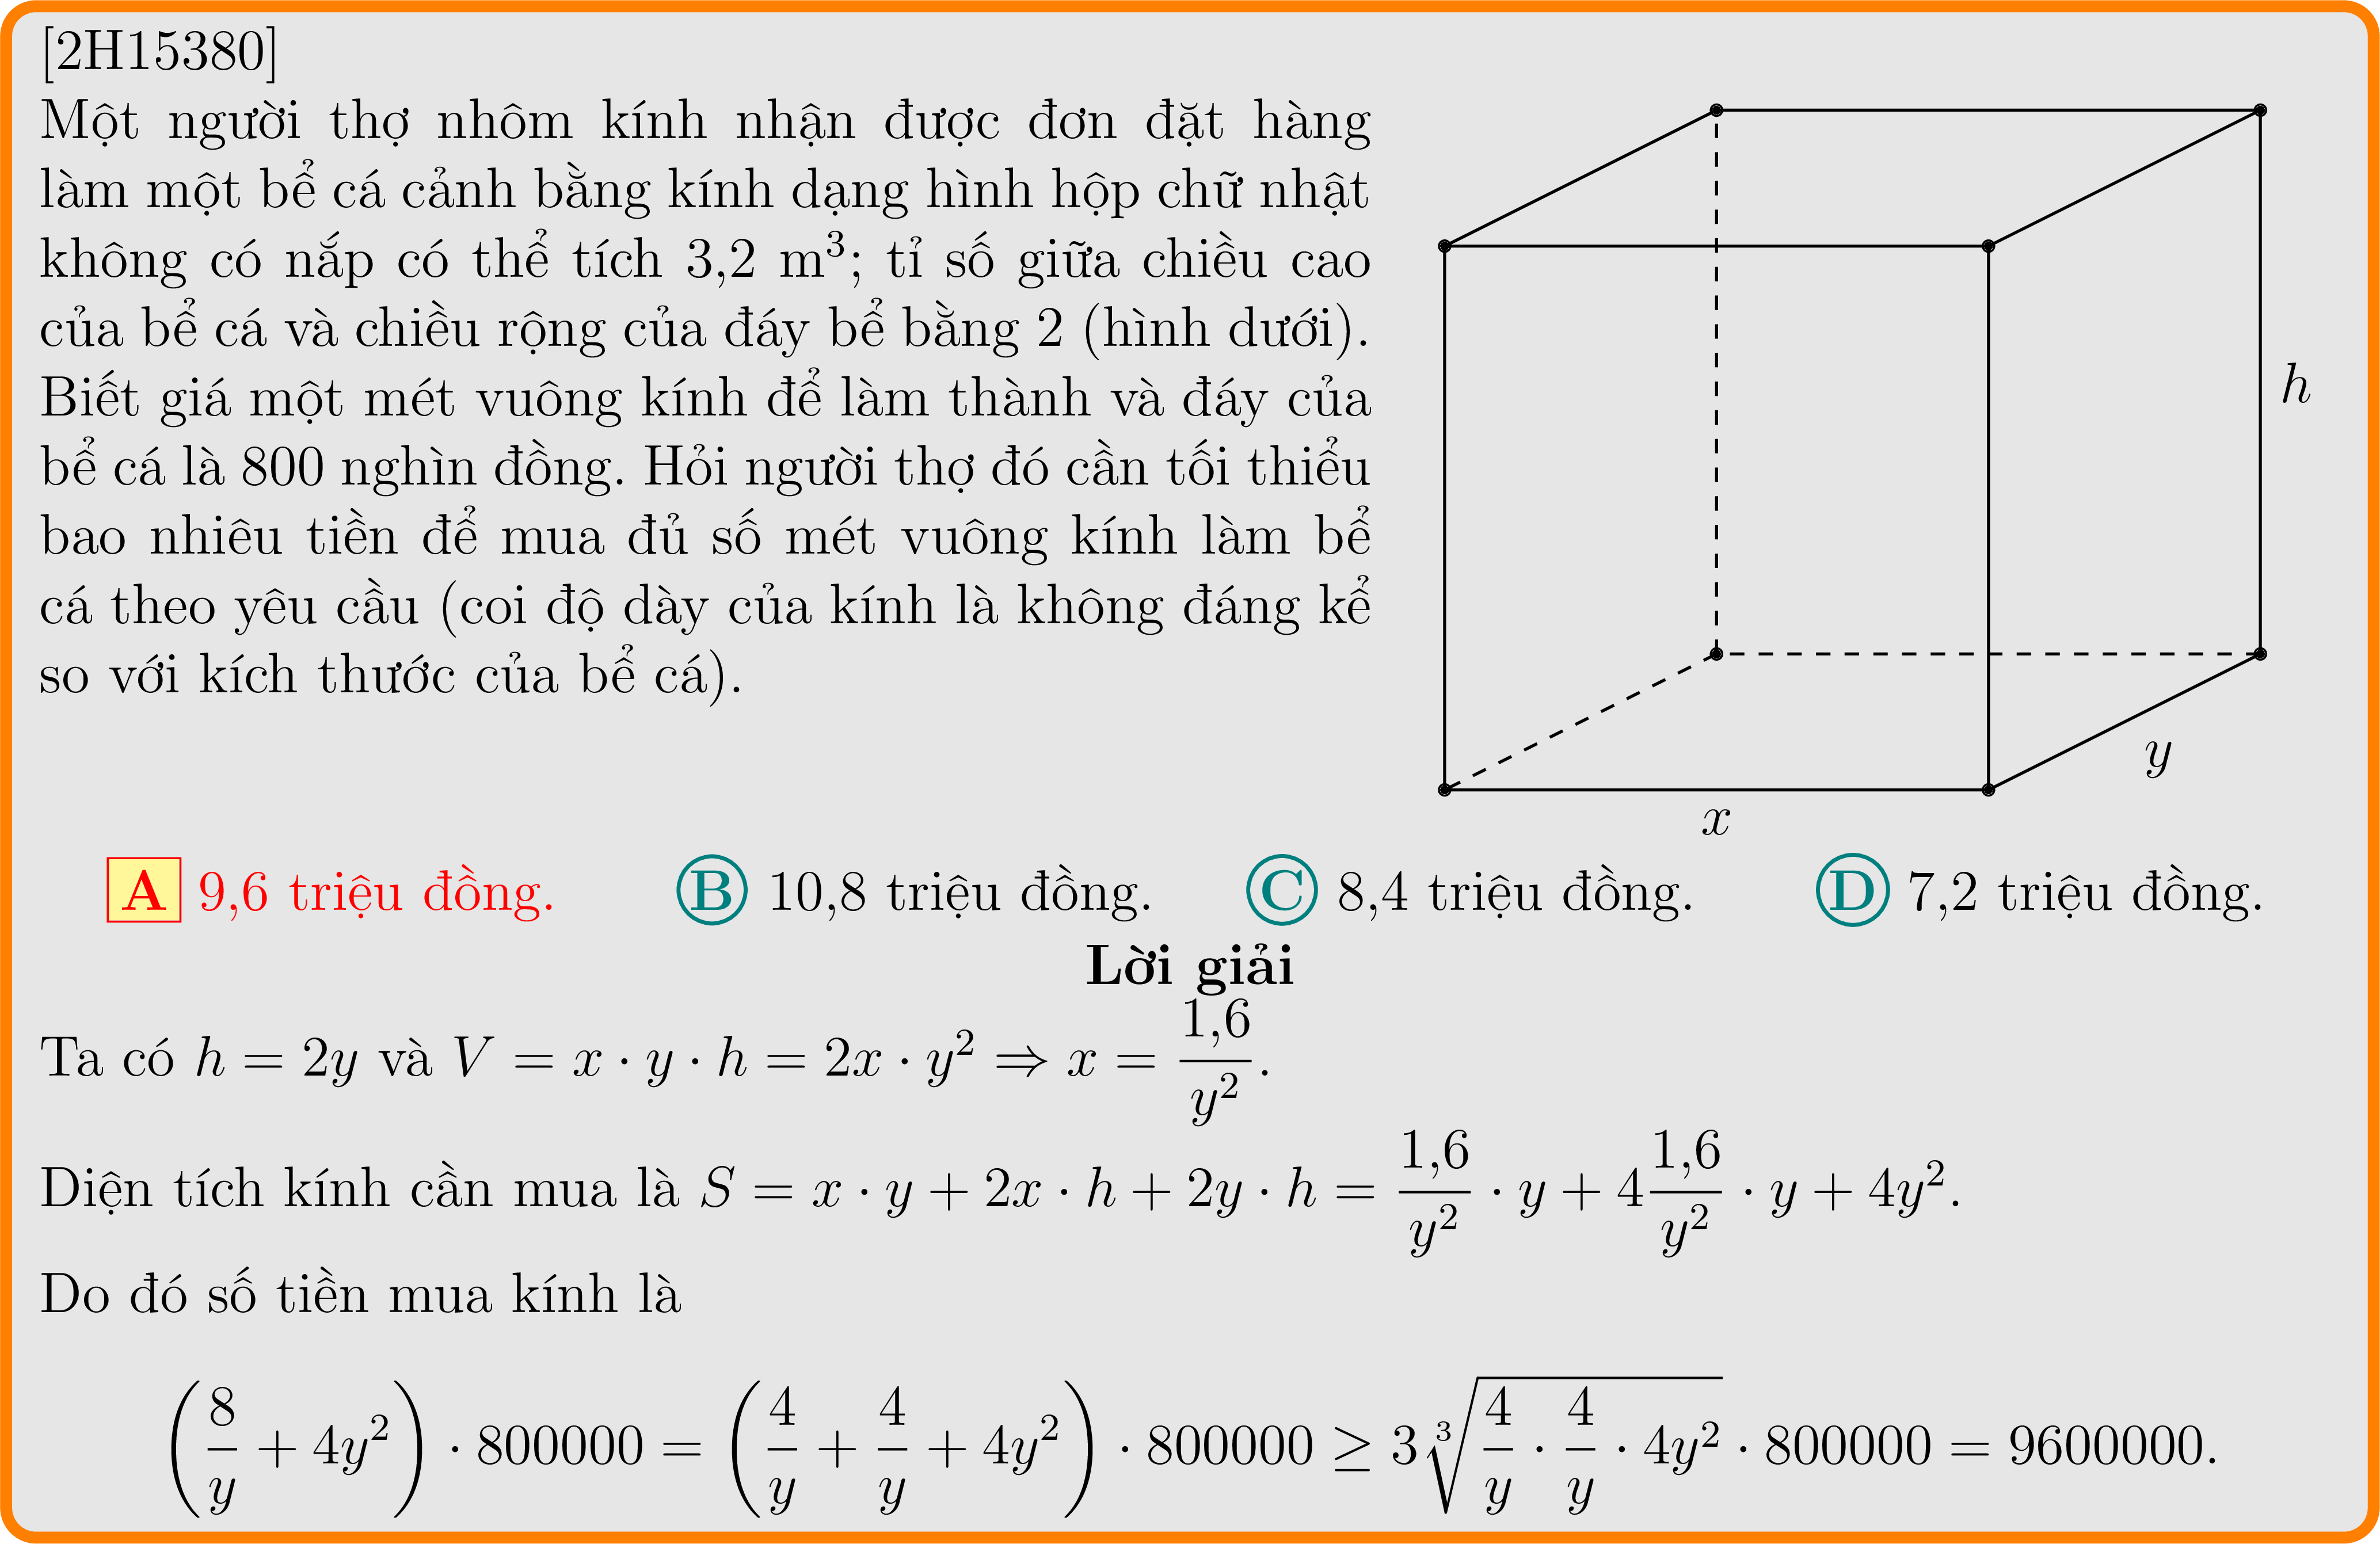 [2H15380]
Một người thợ nhôm kính nhận được đơn đặt hàng
làm một bể cá cảnh bằng kính dạng hình hộp chữ nhật
không có nắp có thể tích 3,2 m³; tỉ số giữa chiều cao
của bể cá và chiều rộng của đáy bể bằng 2 (hình dưới).
Biết giá một mét vuông kính để làm thành và đáy của
bể cá là 800 nghìn đồng. Hỏi người thợ đó cần tối thiểu
bao nhiêu tiền để mua đủ số mét vuông kính làm bể
cá theo yêu cầu (coi độ dày của kính là không đáng kể
so với kích thước của bể cá).
h
y
x
A 9,6 triệu đồng. B 10,8 triệu đồng. C 8,4 triệu đồng. D 7,2 triệu đồng.
Lời giải
Ta có $h = 2y$ và $V = x \cdot y \cdot h = 2x \cdot y^2 \Rightarrow x = \frac{1{,}6}{y^2}$.
Diện tích kính cần mua là $S = x \cdot y + 2x \cdot h + 2y \cdot h = \frac{1{,}6}{y^2} \cdot y + 4\frac{1{,}6}{y^2} \cdot y + 4y^2$.
Do đó số tiền mua kính là
$\left(\frac{8}{y} + 4y^2\right) \cdot 800000 = \left(\frac{4}{y} + \frac{4}{y} + 4y^2\right) \cdot 800000 \geq 3\sqrt[3]{\frac{4}{y} \cdot \frac{4}{y} \cdot 4y^2} \cdot 800000 = 9600000.$